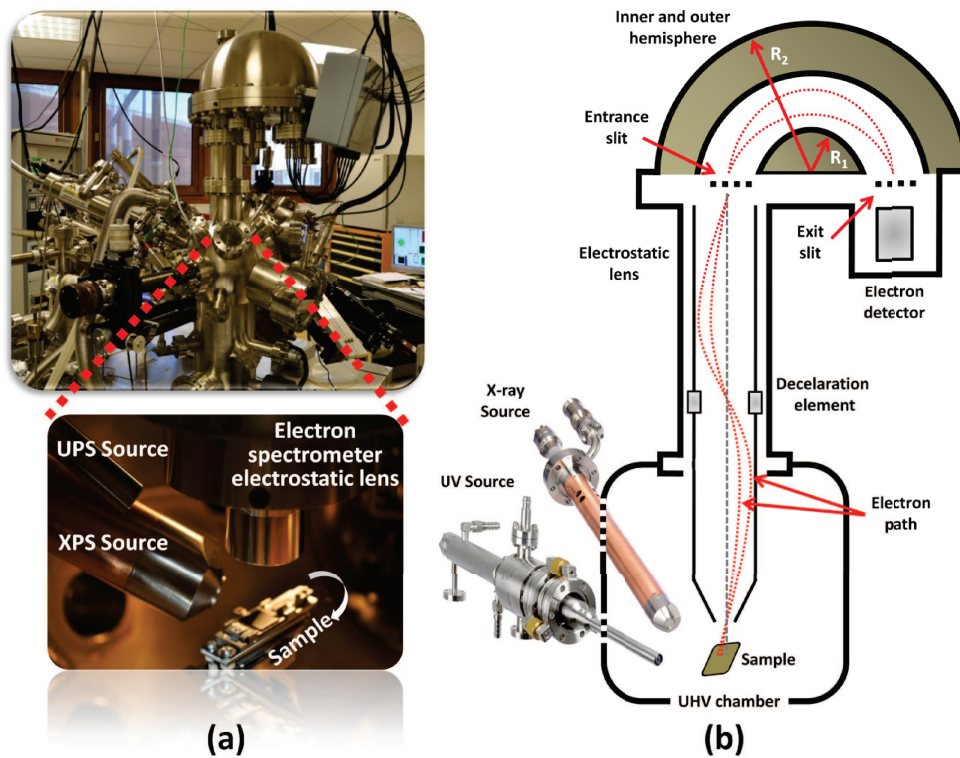 UPS Source
XPS Source
Electron
spectrometer
electrostatic lens
Sample
(a)
Inner and outer
hemisphere
R2
R1
Entrance
slit
Exit
slit
Electrostatic
lens
Electron
detector
X-ray
Source
Decelaration
element
UV Source
Electron
path
Sample
UHV chamber
(b)